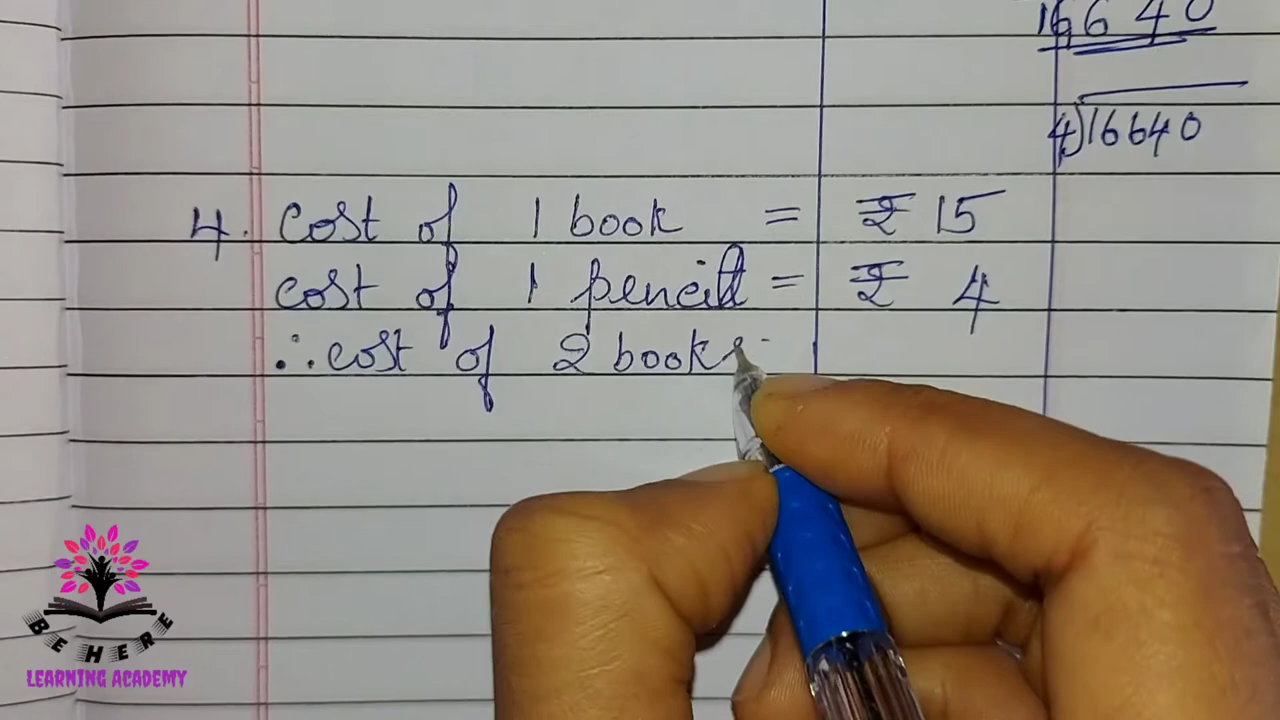 16640
4)16640
4. cost of 1 book = ₹ 15
cost of 1 pencil = ₹ 4
∴ cost of 2 books
BEHERE
LEARNING ACADEMY